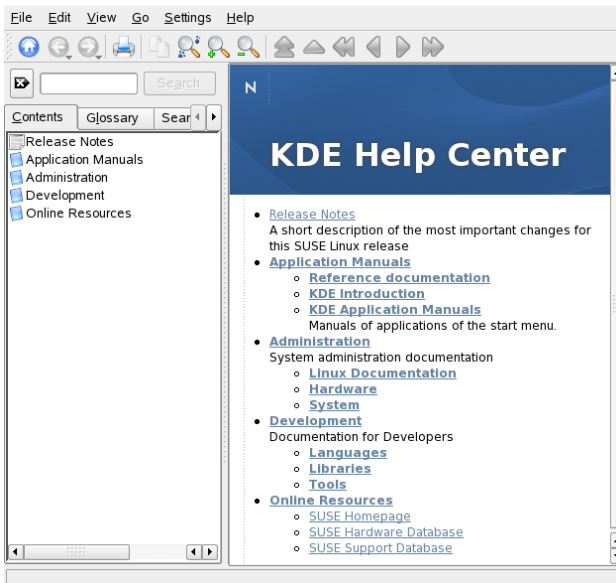 File Edit View Go Settings Help
Search
Contents Glossary Sear
Release Notes
Application Manuals
Administration
Development
Online Resources
N
KDE Help Center
Release Notes
A short description of the most important changes for
this SUSE Linux release
Application Manuals
Reference documentation
KDE Introduction
KDE Application Manuals
Manuals of applications of the start menu.
Administration
System administration documentation
Linux Documentation
Hardware
System
Development
Documentation for Developers
Languages
Libraries
Tools
Online Resources
SUSE Homepage
SUSE Hardware Database
SUSE Support Database